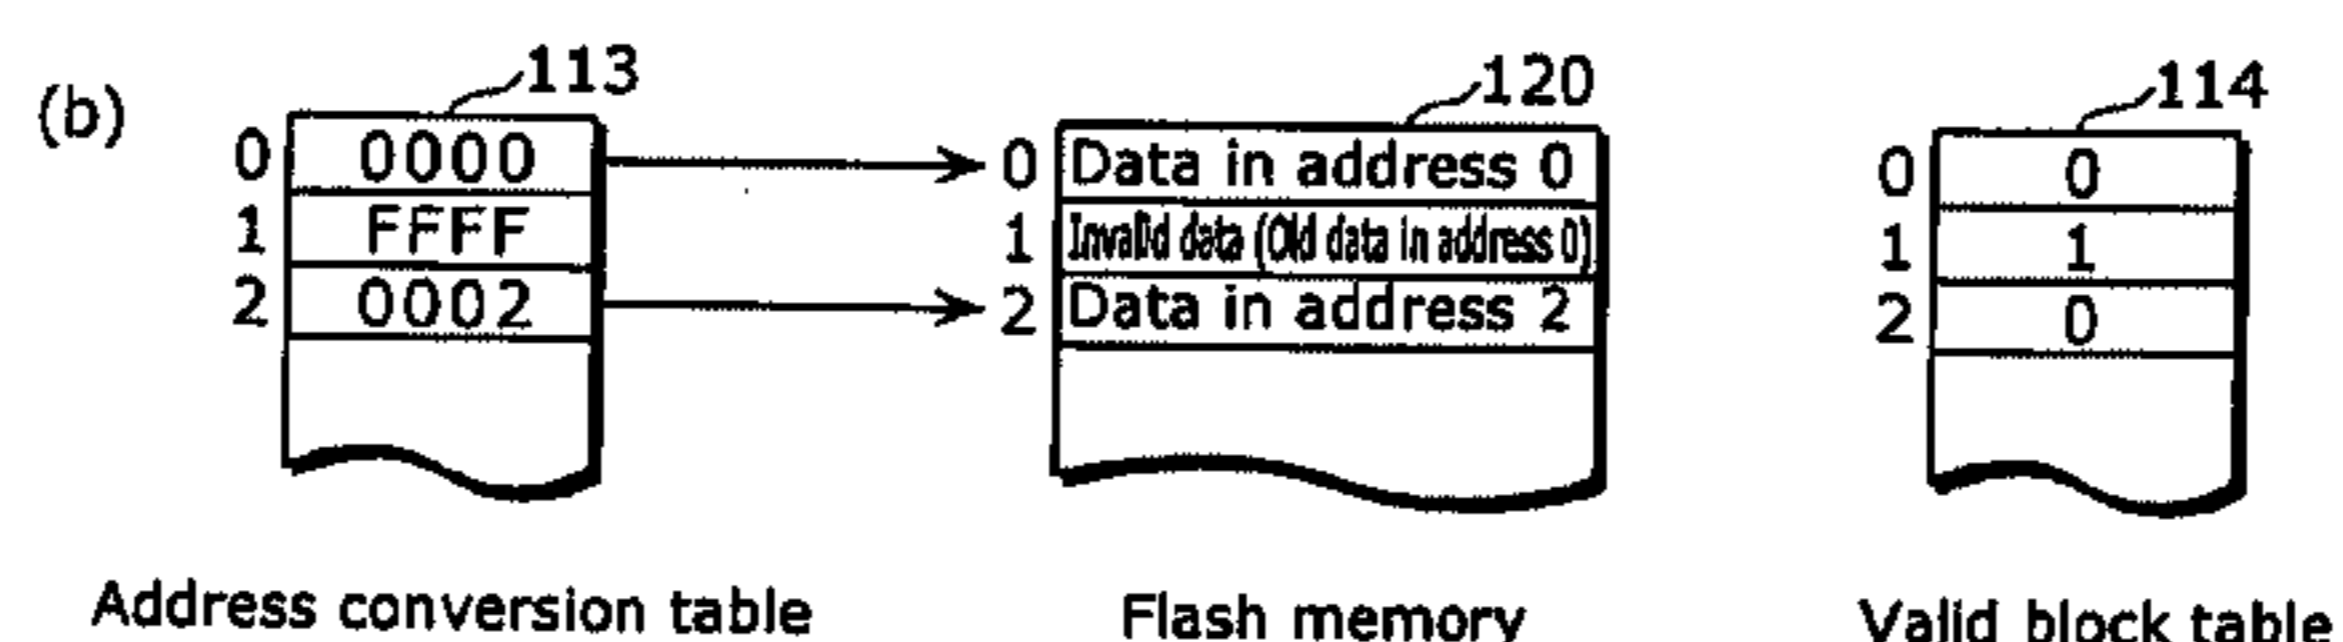 (b)
113
120
114
0 0000 0 Data in address 0 0 0
1 FFFF 1 Invalid data (Old data in address 0) 1 1
2 0002 2 Data in address 2 2 0
Address conversion table Flash memory Valid block table